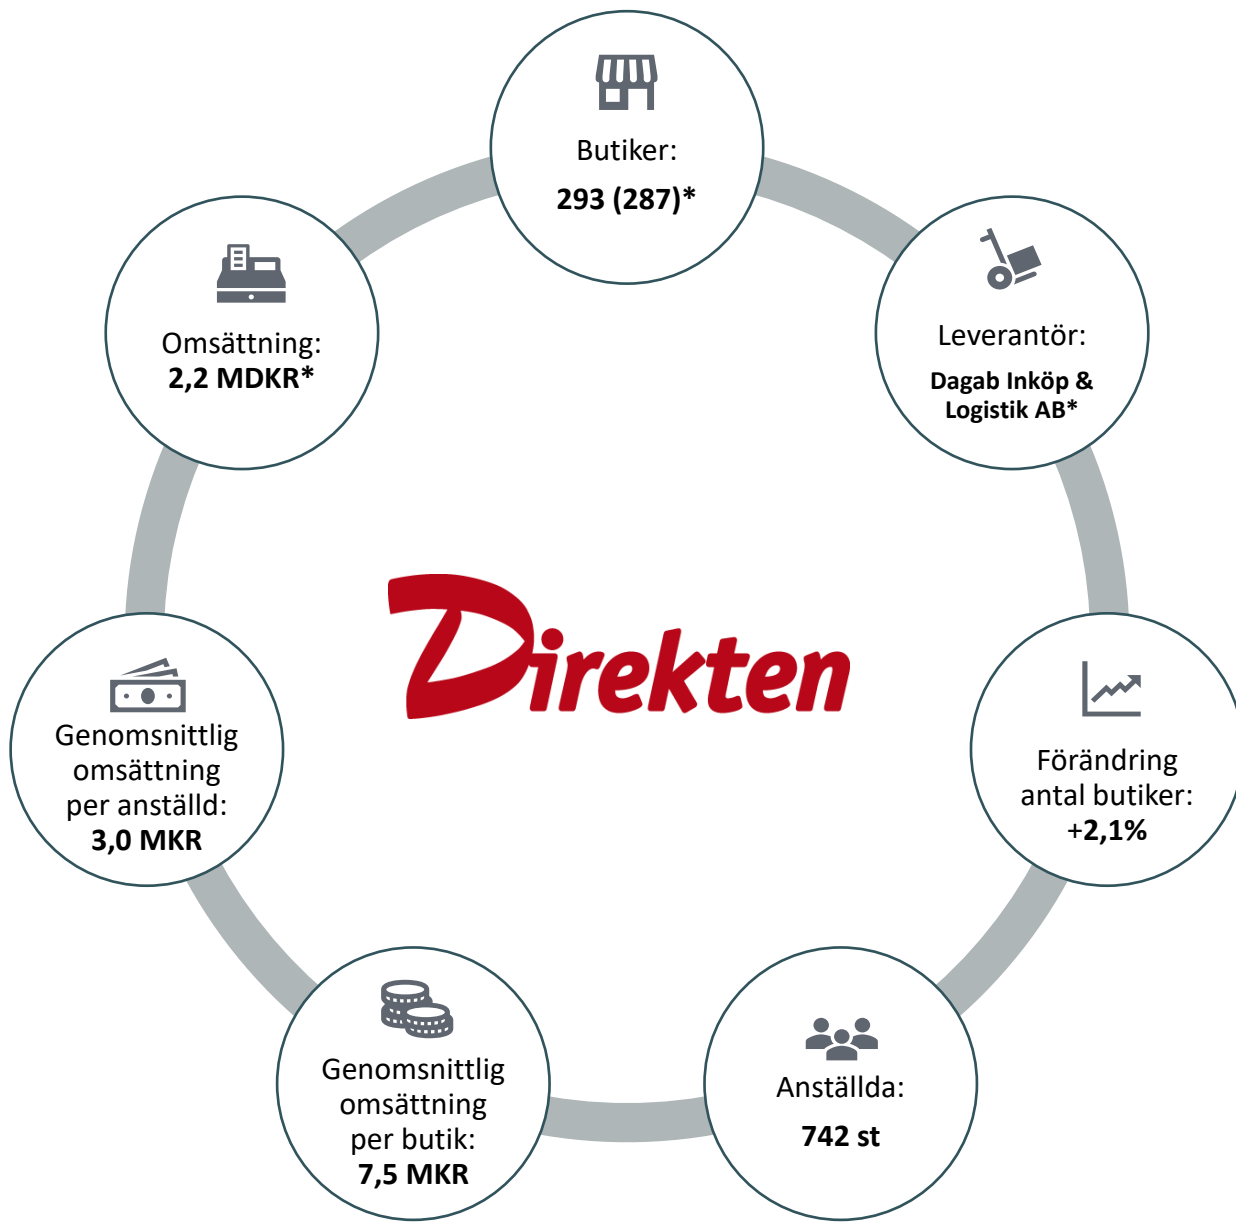 Butiker:
293 (287)*
Leverantör:
Dagab Inköp &
Logistik AB*
Förändring
antal butiker:
+2,1%
Anställda:
742 st
Genomsnittlig
omsättning
per butik:
7,5 MKR
Genomsnittlig
omsättning
per anställd:
3,0 MKR
Omsättning:
2,2 MDKR*
Direkten